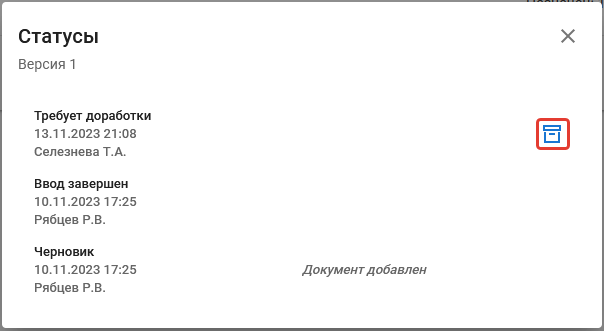 Статусы
Версия 1
Требует доработки
13.11.2023 21:08
Селезнева Т.А.
Ввод завершен
10.11.2023 17:25
Рябцев Р.В.
Черновик
10.11.2023 17:25
Документ добавлен
Рябцев Р.В.